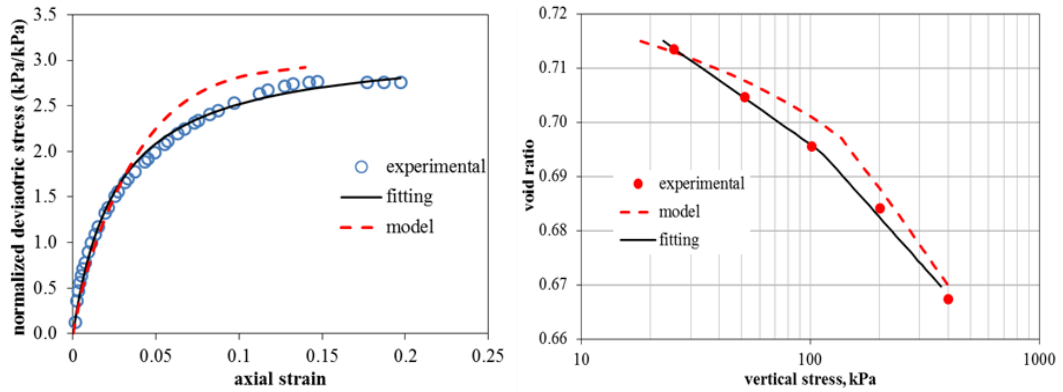 normalized deviaotric stress (kPa/kPa)
3.5
3.0
2.5
2.0
1.5
1.0
0.5
0.0
0
0.05
0.1
0.15
0.2
0.25
axial strain
experimental
fitting
model
void ratio
0.72
0.71
0.70
0.69
0.68
0.67
0.66
10
100
1000
vertical stress, kPa
experimental
model
fitting